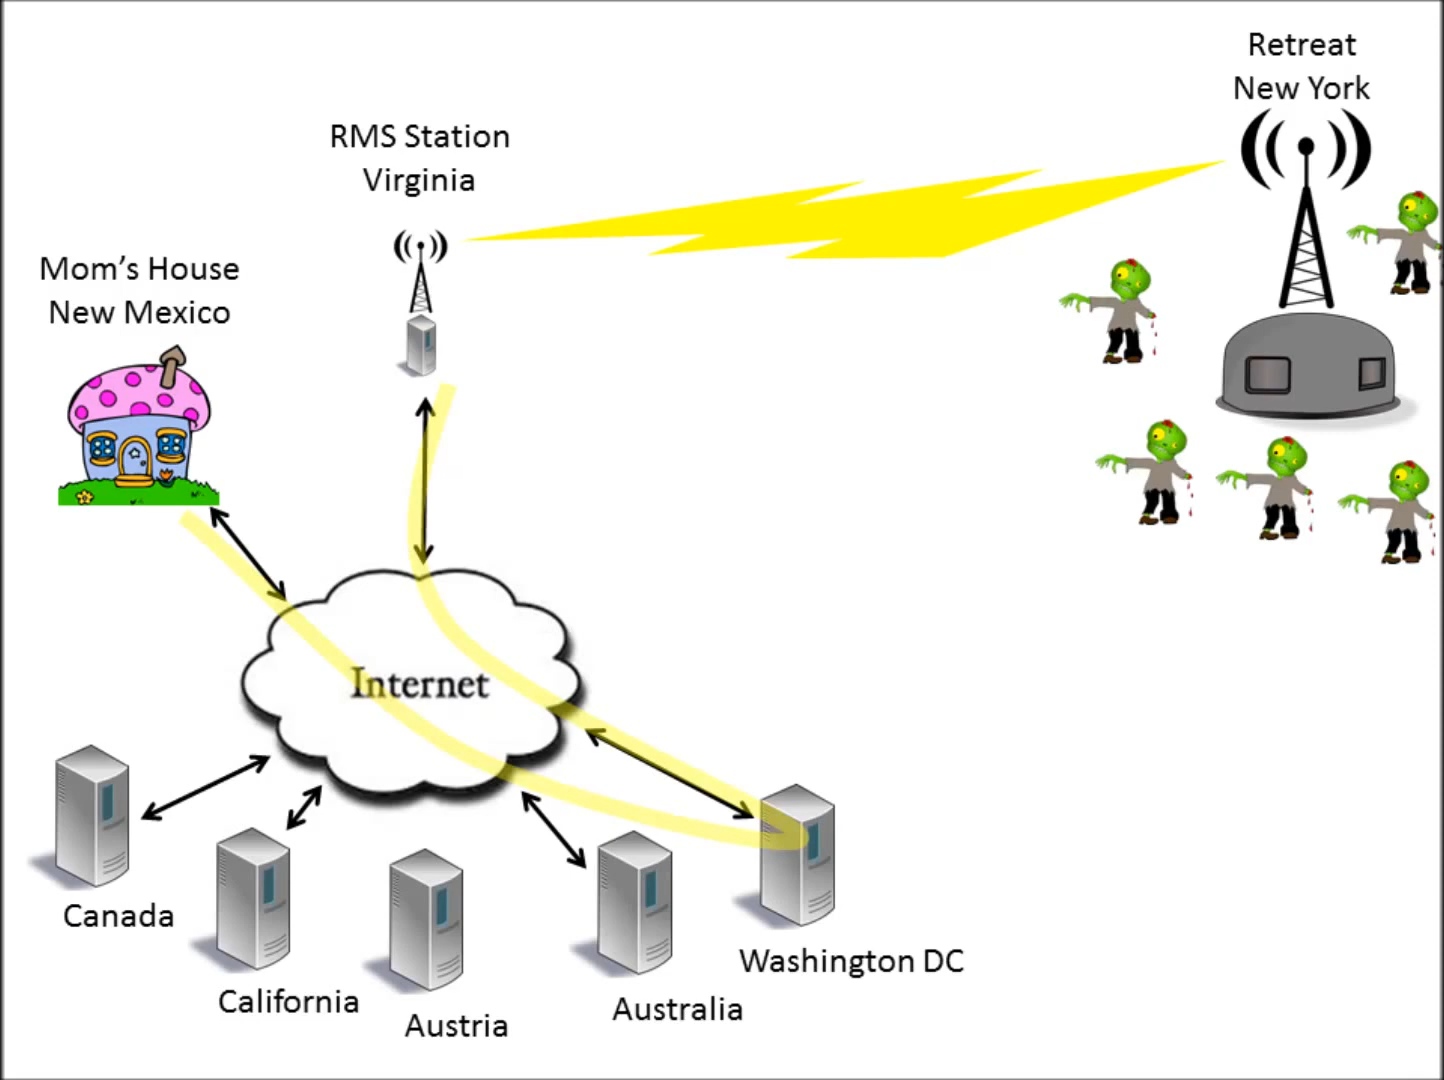 Retreat
New York
RMS Station
Virginia
Mom’s House
New Mexico
Internet
Canada
California
Austria
Australia
Washington DC